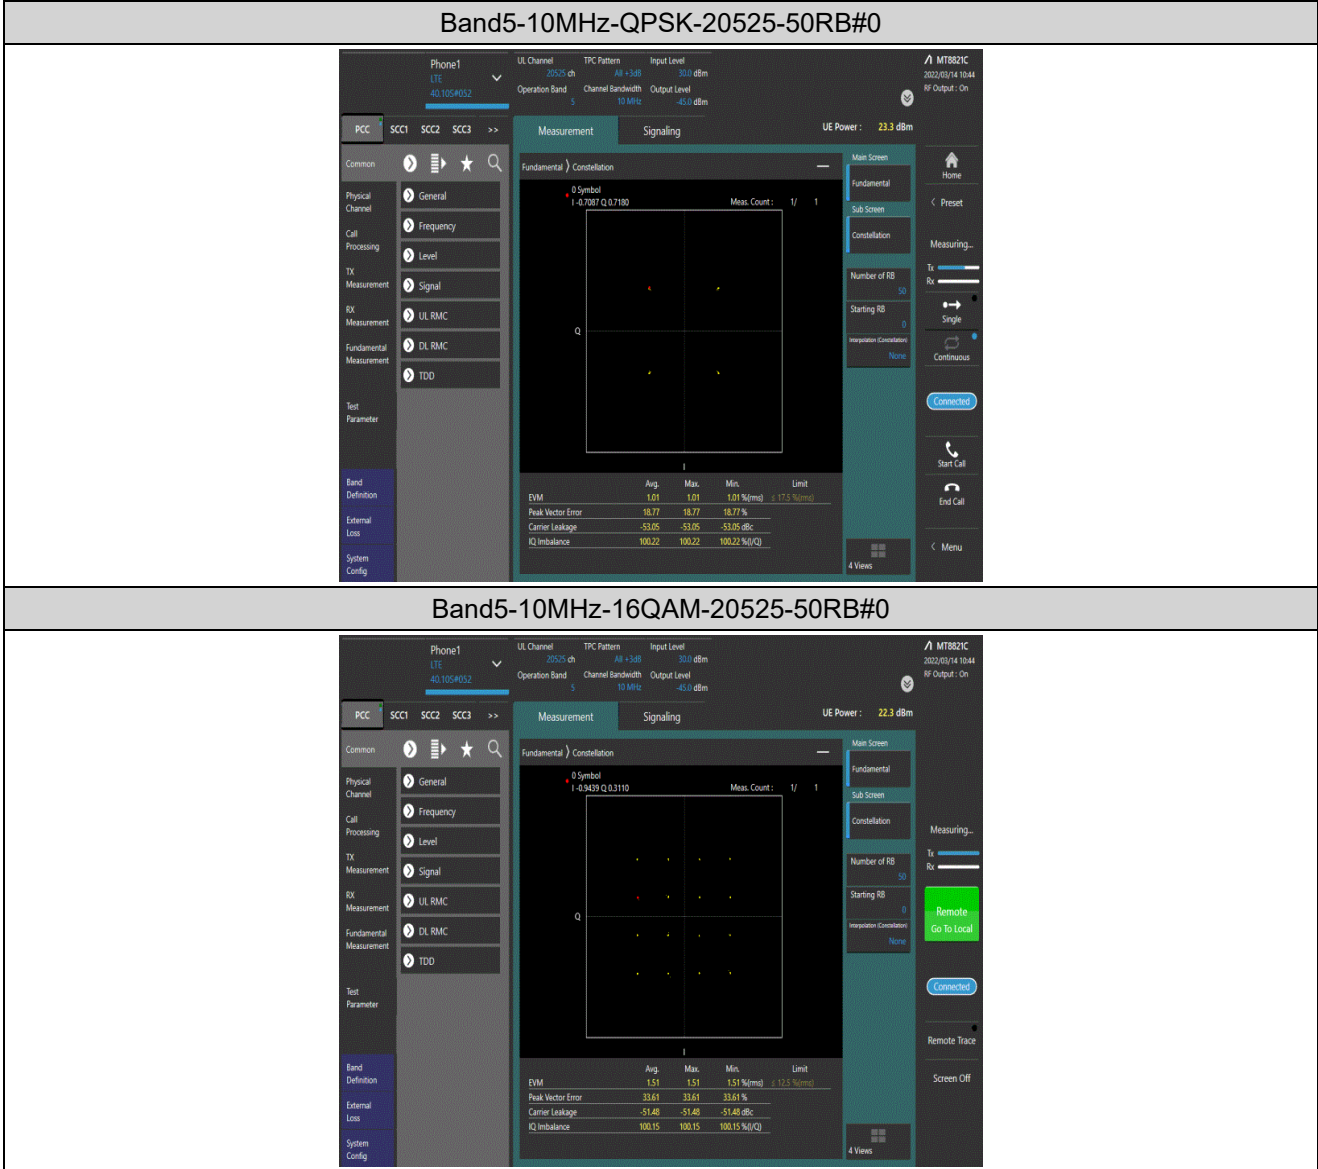 Band5-10MHz-QPSK-20525-50RB#0
Phone1
LTE
40.10S#052
UL Channel TPC Pattern Input Level
20525 ch All +3dB 30.0 dBm
Operation Band Channel Bandwidth Output Level
5 10 MHz -45.0 dBm
MT8821C
2022/03/14 10:44
RF Output : On
PCC SCC1 SCC2 SCC3 >>
Measurement Signaling
UE Power : 23.3 dBm
Common
Physical
Channel
Call
Processing
TX
Measurement
RX
Measurement
Fundamental
Measurement
Test
Parameter
Band
Definition
External
Loss
System
Config
General
Frequency
Level
Signal
UL RMC
DL RMC
TDD
Fundamental Constellation
0 Symbol
I -0.7087 Q 0.7180 Meas. Count : 1/ 1
Q
I
Avg. Max. Min. Limit
EVM 1.01 1.01 1.01 %(rms) ≤ 17.5 %(rms)
Peak Vector Error 18.77 18.77 18.77 %
Carrier Leakage -53.05 -53.05 -53.05 dBc
IQ Imbalance 100.22 100.22 100.22 %(I/Q)
Main Screen
Fundamental
Sub Screen
Constellation
Number of RB
50
Starting RB
0
Interpolation (Constellation)
None
4 Views
Home
Preset
Measuring...
Tx
Rx
Single
Continuous
Connected
Start Call
End Call
Menu
Band5-10MHz-16QAM-20525-50RB#0
Phone1
LTE
40.10S#052
UL Channel TPC Pattern Input Level
20525 ch All +3dB 30.0 dBm
Operation Band Channel Bandwidth Output Level
5 10 MHz -45.0 dBm
MT8821C
2022/03/14 10:44
RF Output : On
PCC SCC1 SCC2 SCC3 >>
Measurement Signaling
UE Power : 22.3 dBm
Common
Physical
Channel
Call
Processing
TX
Measurement
RX
Measurement
Fundamental
Measurement
Test
Parameter
Band
Definition
External
Loss
System
Config
General
Frequency
Level
Signal
UL RMC
DL RMC
TDD
Fundamental Constellation
0 Symbol
I -0.9439 Q 0.3110 Meas. Count : 1/ 1
Q
I
Avg. Max. Min. Limit
EVM 1.51 1.51 1.51 %(rms) ≤ 12.5 %(rms)
Peak Vector Error 33.61 33.61 33.61 %
Carrier Leakage -51.48 -51.48 -51.48 dBc
IQ Imbalance 100.15 100.15 100.15 %(I/Q)
Main Screen
Fundamental
Sub Screen
Constellation
Number of RB
50
Starting RB
0
Interpolation (Constellation)
None
4 Views
Measuring...
Tx
Rx
Remote
Go To Local
Connected
Remote Trace
Screen Off